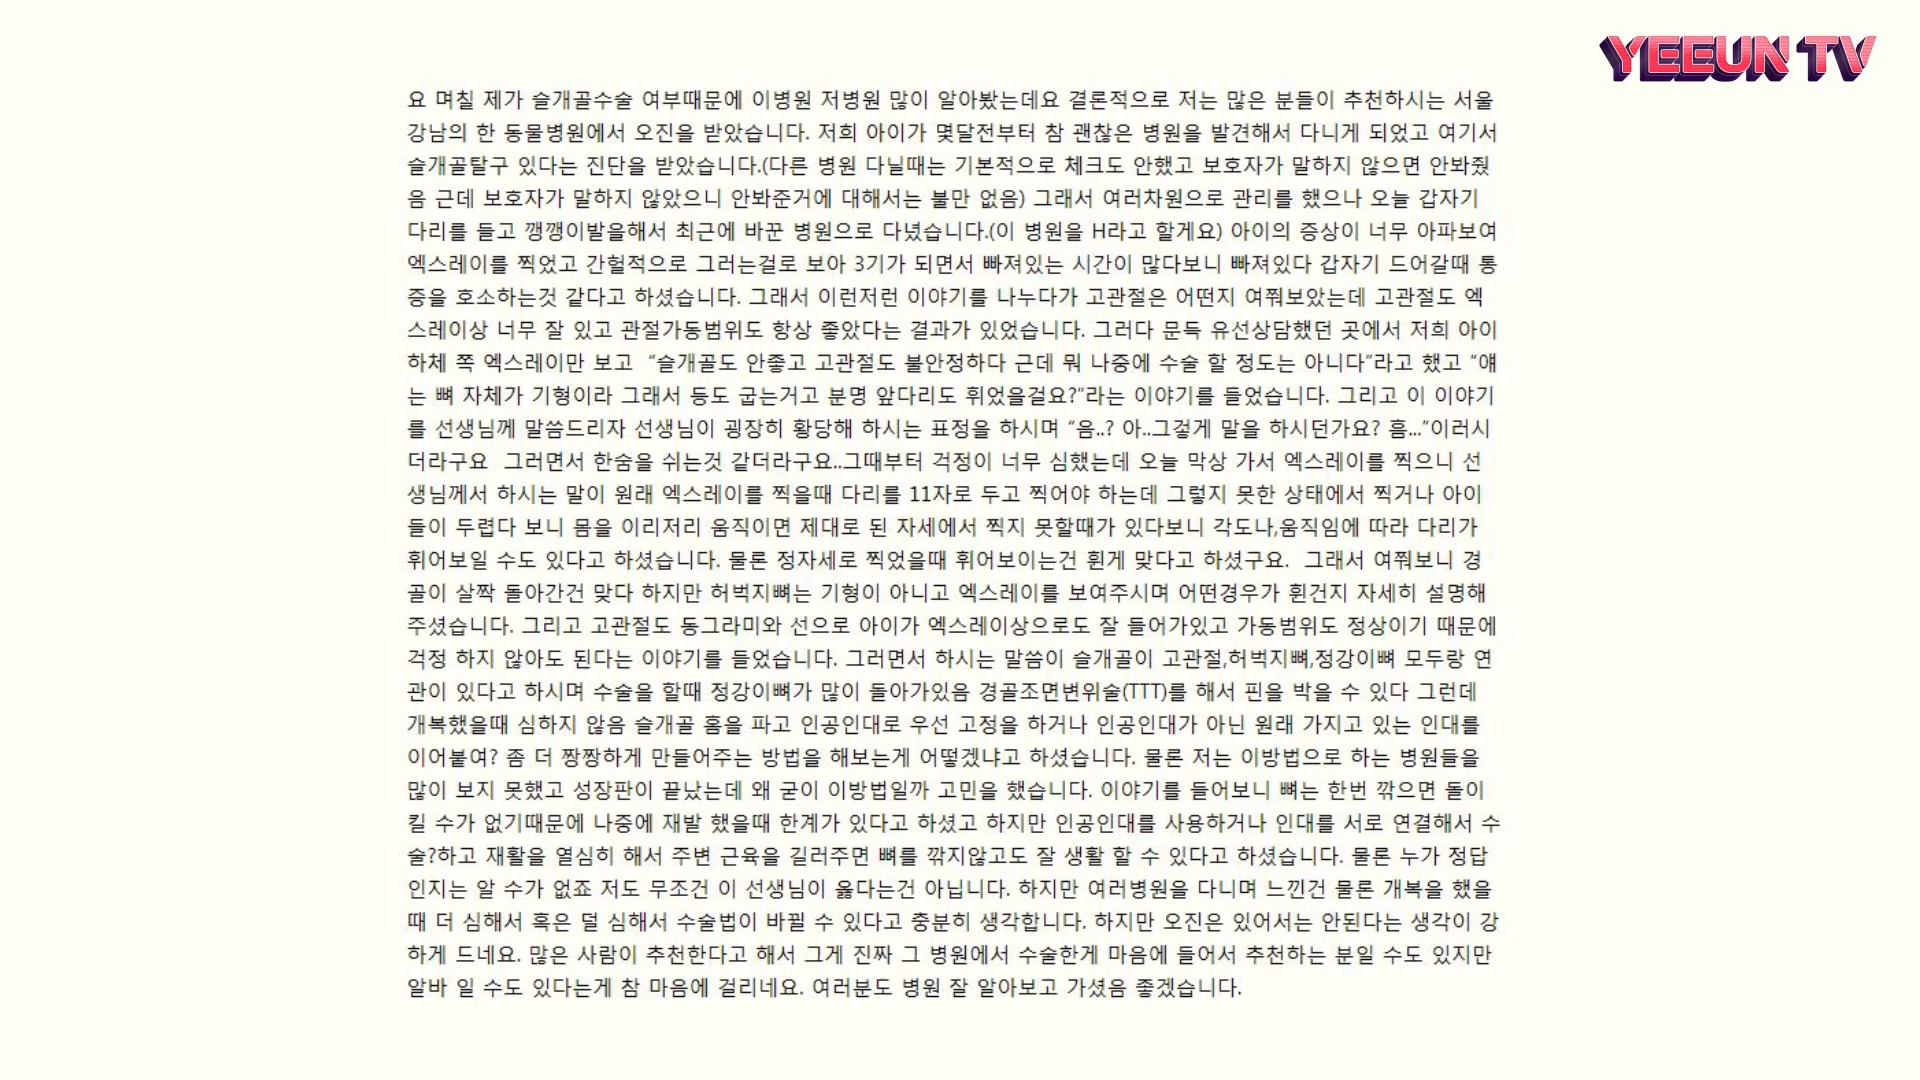 YEEUN TV
요 며칠 제가 슬개골수술 여부때문에 이병원 저병원 많이 알아봤는데요 결론적으로 저는 많은 분들이 추천하시는 서울
강남의 한 동물병원에서 오진을 받았습니다. 저희 아이가 몇달전부터 참 괜찮은 병원을 발견해서 다니게 되었고 여기서
슬개골탈구 있다는 진단을 받았습니다.(다른 병원 다닐때는 기본적으로 체크도 안했고 보호자가 말하지 않으면 안봐줬
음 근데 보호자가 말하지 않았으니 안봐준거에 대해서는 불만 없음) 그래서 여러차원으로 관리를 했으나 오늘 갑자기
다리를 들고 깽깽이발을해서 최근에 바꾼 병원으로 다녔습니다.(이 병원을 H라고 할게요) 아이의 증상이 너무 아파보여
엑스레이를 찍었고 간헐적으로 그러는걸로 보아 3기가 되면서 빠져있는 시간이 많다보니 빠져있다 갑자기 드어갈때 통
증을 호소하는것 같다고 하셨습니다. 그래서 이런저런 이야기를 나누다가 고관절은 어떤지 여쭤보았는데 고관절도 엑
스레이상 너무 잘 있고 관절가동범위도 항상 좋았다는 결과가 있었습니다. 그러다 문득 유선상담했던 곳에서 저희 아이
하체 쪽 엑스레이만 보고  “슬개골도 안좋고 고관절도 불안정하다 근데 뭐 나중에 수술 할 정도는 아니다”라고 했고 “얘
는 뼈 자체가 기형이라 그래서 등도 굽는거고 분명 앞다리도 휘었을걸요?”라는 이야기를 들었습니다. 그리고 이 이야기
를 선생님께 말씀드리자 선생님이 굉장히 황당해 하시는 표정을 하시며 “음..? 아..그겋게 말을 하시던가요? 흠...”이러시
더라구요  그러면서 한숨을 쉬는것 같더라구요..그때부터 걱정이 너무 심했는데 오늘 막상 가서 엑스레이를 찍으니 선
생님께서 하시는 말이 원래 엑스레이를 찍을때 다리를 11자로 두고 찍어야 하는데 그렇지 못한 상태에서 찍거나 아이
들이 두렵다 보니 몸을 이리저리 움직이면 제대로 된 자세에서 찍지 못할때가 있다보니 각도나,움직임에 따라 다리가
휘어보일 수도 있다고 하셨습니다. 물론 정자세로 찍었을때 휘어보이는건 휜게 맞다고 하셨구요.  그래서 여쭤보니 경
골이 살짝 돌아간건 맞다 하지만 허벅지뼈는 기형이 아니고 엑스레이를 보여주시며 어떤경우가 휜건지 자세히 설명해
주셨습니다. 그리고 고관절도 동그라미와 선으로 아이가 엑스레이상으로도 잘 들어가있고 가동범위도 정상이기 때문에
걱정 하지 않아도 된다는 이야기를 들었습니다. 그러면서 하시는 말씀이 슬개골이 고관절,허벅지뼈,정강이뼈 모두랑 연
관이 있다고 하시며 수술을 할때 정강이뼈가 많이 돌아가있음 경골조면변위술(TTT)를 해서 핀을 박을 수 있다 그런데
개복했을때 심하지 않음 슬개골 홈을 파고 인공인대로 우선 고정을 하거나 인공인대가 아닌 원래 가지고 있는 인대를
이어붙여? 좀 더 짱짱하게 만들어주는 방법을 해보는게 어떻겠냐고 하셨습니다. 물론 저는 이방법으로 하는 병원들을
많이 보지 못했고 성장판이 끝났는데 왜 굳이 이방법일까 고민을 했습니다. 이야기를 들어보니 뼈는 한번 깎으면 돌이
킬 수가 없기때문에 나중에 재발 했을때 한계가 있다고 하셨고 하지만 인공인대를 사용하거나 인대를 서로 연결해서 수
술?하고 재활을 열심히 해서 주변 근육을 길러주면 뼈를 깎지않고도 잘 생활 할 수 있다고 하셨습니다. 물론 누가 정답
인지는 알 수가 없죠 저도 무조건 이 선생님이 옳다는건 아닙니다. 하지만 여러병원을 다니며 느낀건 물론 개복을 했을
때 더 심해서 혹은 덜 심해서 수술법이 바뀔 수 있다고 충분히 생각합니다. 하지만 오진은 있어서는 안된다는 생각이 강
하게 드네요. 많은 사람이 추천한다고 해서 그게 진짜 그 병원에서 수술한게 마음에 들어서 추천하는 분일 수도 있지만
알바 일 수도 있다는게 참 마음에 걸리네요. 여러분도 병원 잘 알아보고 가셨음 좋겠습니다.